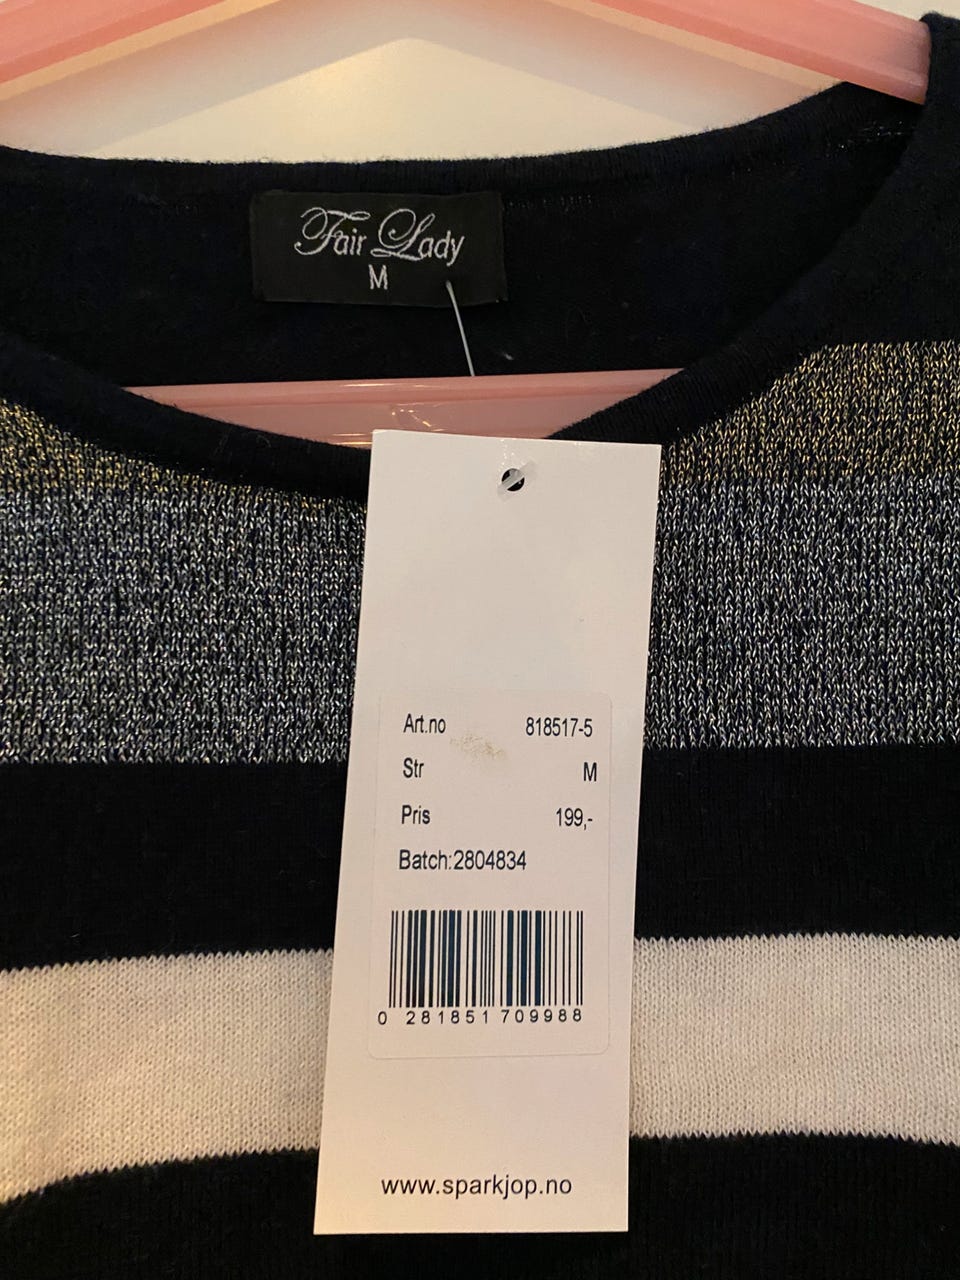 Fair Lady
M
Art.no 818517-5
Str M
Pris 199,-
Batch:2804834
0 281851 709988
www.sparkjop.no